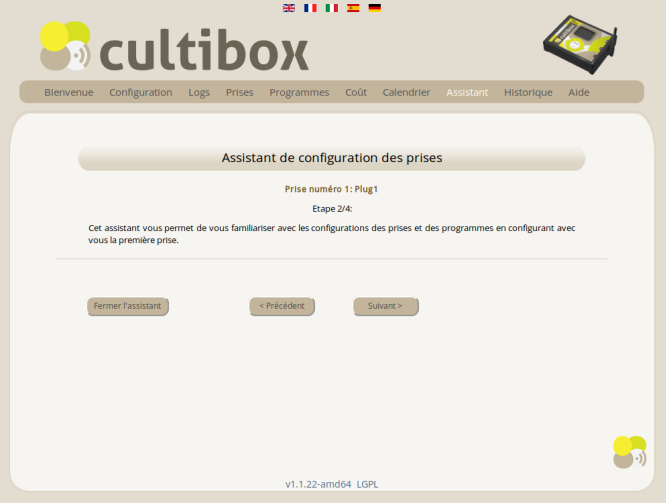 cultibox
Bienvenue Configuration Logs Prises Programmes Coût Calendrier Assistant Historique Aide
Assistant de configuration des prises
Prise numéro 1: Plug1
Etape 2/4:
Cet assistant vous permet de vous familiariser avec les configurations des prises et des programmes en configurant avec
vous la première prise.
Fermer l'assistant < Précédent Suivant >
v1.1.22-amd64 LGPL